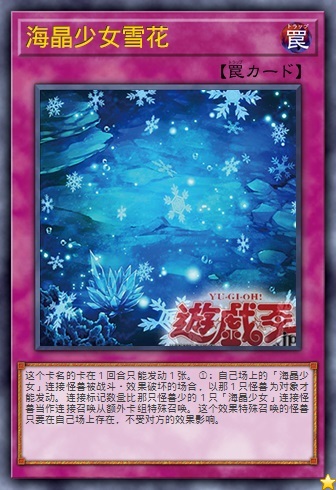 海晶少女雪花
トラップ
罠
【罠カード】
YU-GI-OH!
遊戯王
这个卡名的卡在1回合只能发动1张。①：自己场上的「海晶少
女」连接怪兽被战斗·效果破坏的场合，以那1只怪兽为对象才
能发动。连接标记数量比那只怪兽少的1只「海晶少女」连接怪
兽当作连接召唤从额外卡组特殊召唤。这个效果特殊召唤的怪兽
只要在自己场上存在，不受对方的效果影响。